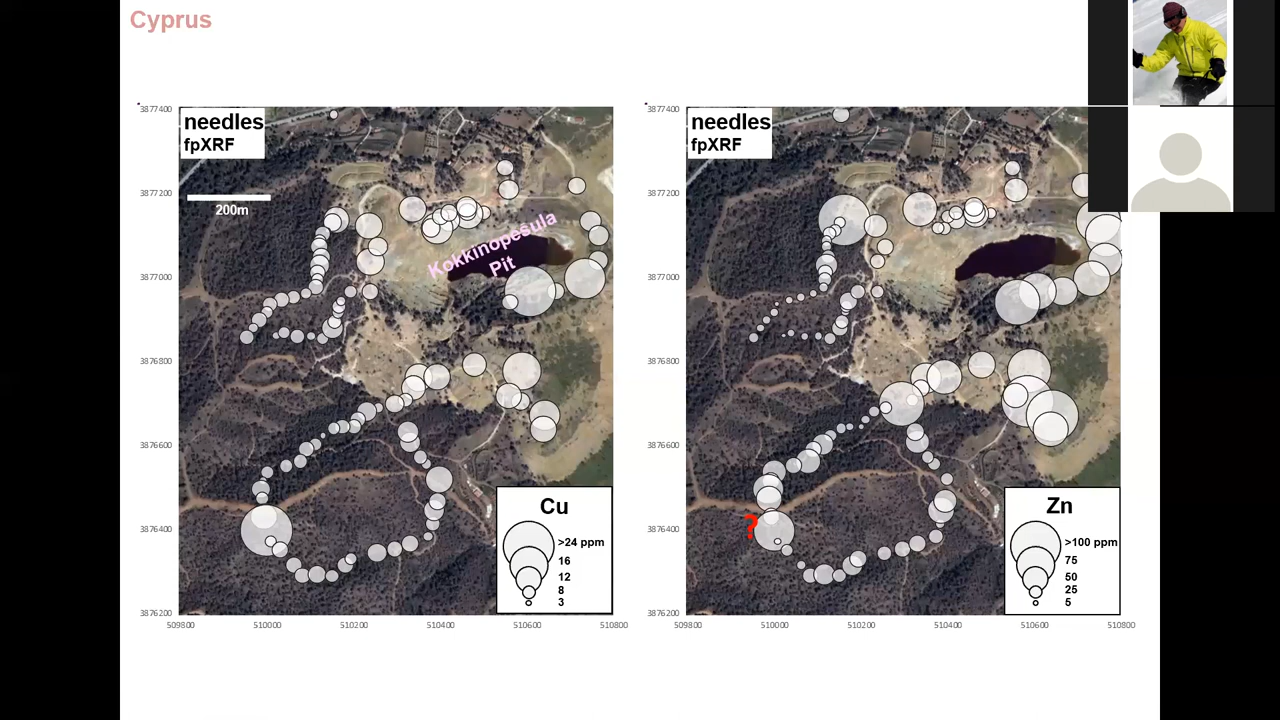 Cyprus
needles
fpXRF
200m
Kokkinopesula
Pit
3877400
3877200
3877000
3876800
3876600
3876400
3876200
509800
510000
510200
510400
510600
510800
Cu
>24 ppm
16
12
8
3
needles
fpXRF
?
3877400
3877200
3877000
3876800
3876600
3876400
3876200
509800
510000
510200
510400
510600
510800
Zn
>100 ppm
75
50
25
5